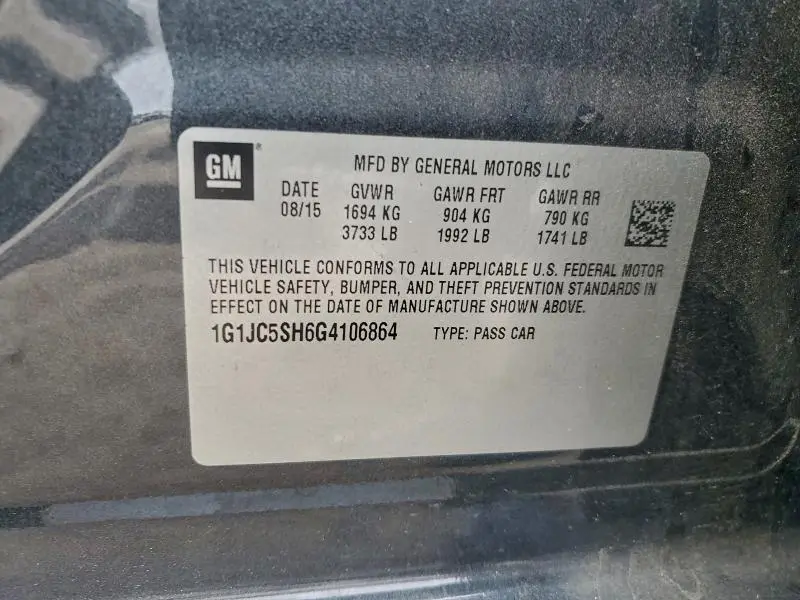 GM®
MFD BY GENERAL MOTORS LLC
DATE GVWR GAWR FRT GAWR RR
08/15 1694 KG 904 KG 790 KG
3733 LB 1992 LB 1741 LB
THIS VEHICLE CONFORMS TO ALL APPLICABLE U.S. FEDERAL MOTOR
VEHICLE SAFETY, BUMPER, AND THEFT PREVENTION STANDARDS IN
EFFECT ON THE DATE OF MANUFACTURE SHOWN ABOVE.
1G1JC5SH6G4106864 TYPE: PASS CAR